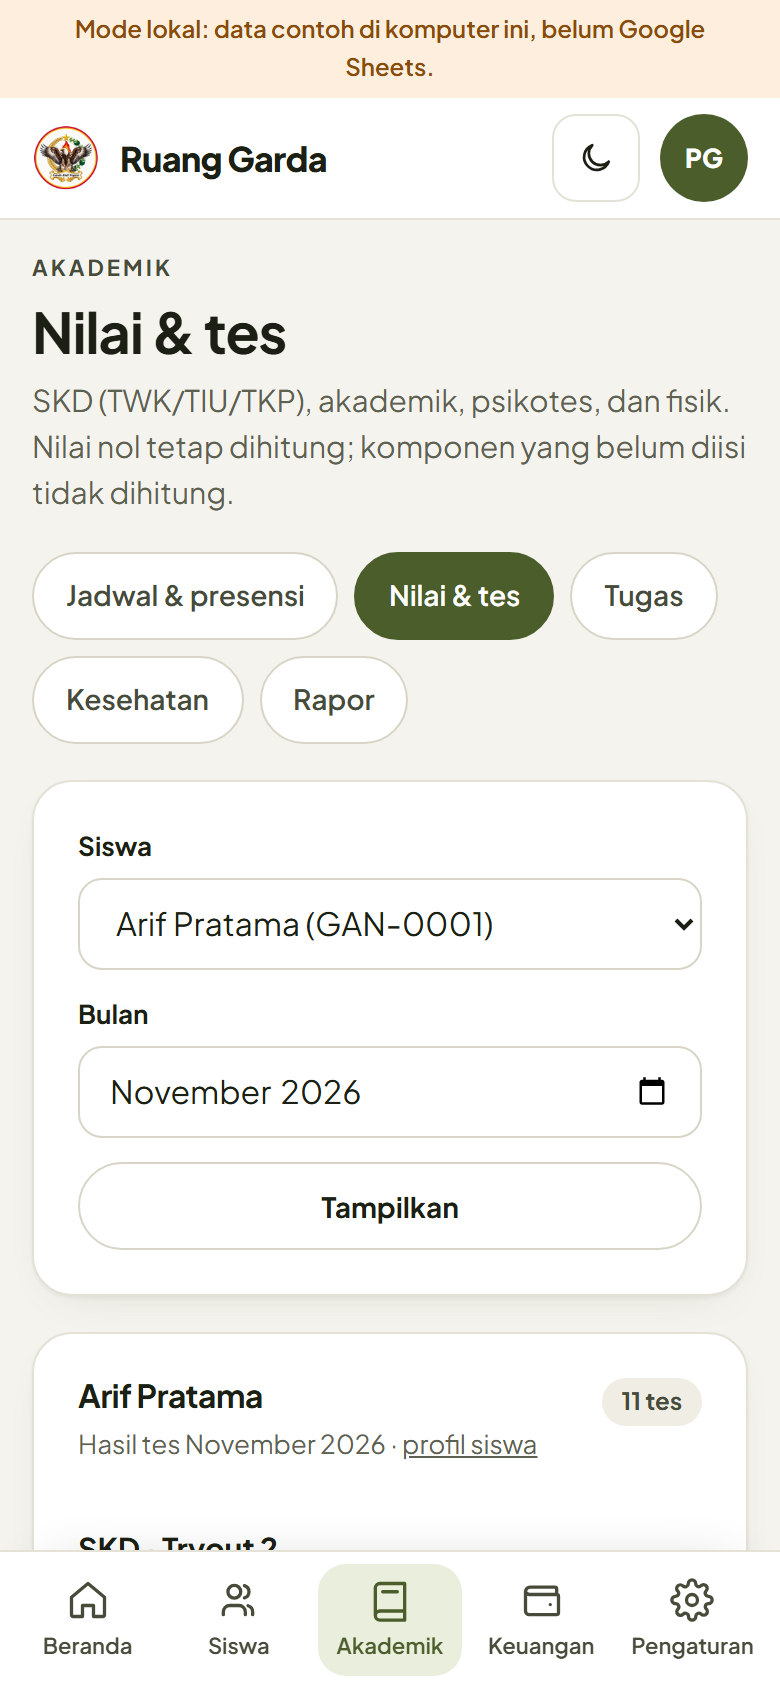 Mode lokal: data contoh di komputer ini, belum Google
Sheets.
Ruang Garda
PG
AKADEMIK
Nilai & tes
SKD (TWK/TIU/TKP), akademik, psikotes, dan fisik.
Nilai nol tetap dihitung; komponen yang belum diisi
tidak dihitung.
Jadwal & presensi
Nilai & tes
Tugas
Kesehatan
Rapor
Siswa
Arif Pratama (GAN-0001)
Bulan
November 2026
Tampilkan
Arif Pratama
11 tes
Hasil tes November 2026 · profil siswa
SKD · Tryout 2
Beranda
Siswa
Akademik
Keuangan
Pengaturan